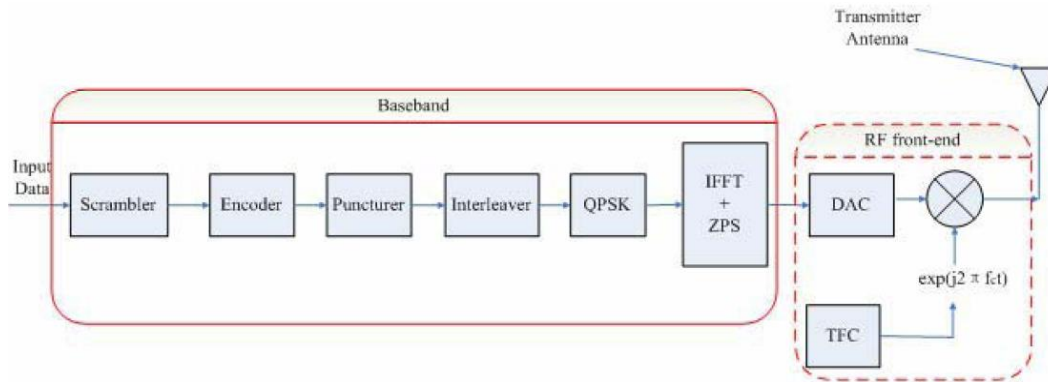 Transmitter
Antenna
Baseband
RF front-end
Input
Data
Scrambler
Encoder
Puncturer
Interleaver
QPSK
IFFT
+
ZPS
DAC
exp(j2 π fct)
TFC